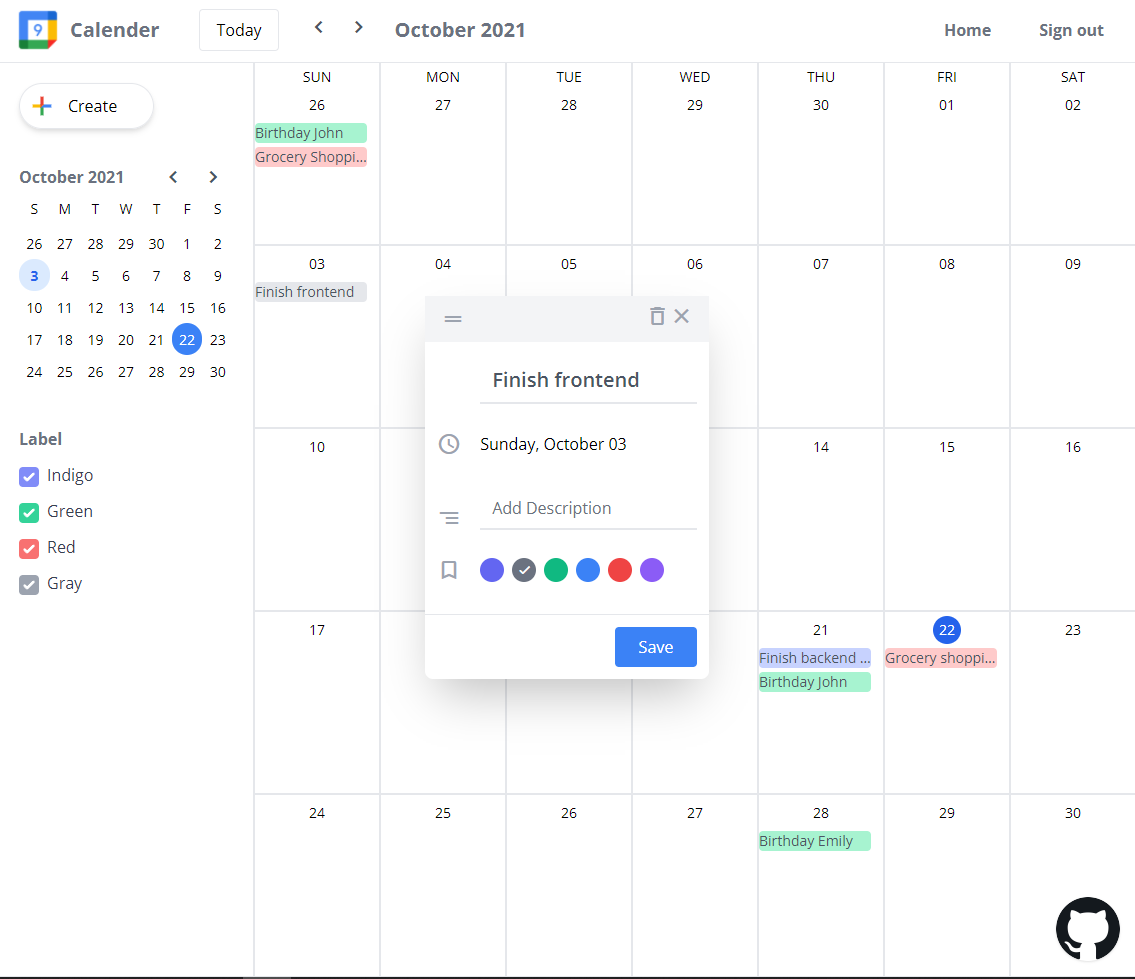 9 Calender Today October 2021 Home Sign out
Create
October 2021
S M T W T F S
26 27 28 29 30 1 2
3 4 5 6 7 8 9
10 11 12 13 14 15 16
17 18 19 20 21 22 23
24 25 26 27 28 29 30
Label
Indigo
Green
Red
Gray
SUN MON TUE WED THU FRI SAT
26 27 28 29 30 01 02
Birthday John
Grocery Shoppi...
03 04 05 06 07 08 09
Finish frontend
10 14 15 16
17 21 22 23
Finish backend ... Grocery shoppi...
Birthday John
24 25 26 27 28 29 30
Birthday Emily
Finish frontend
Sunday, October 03
Add Description
Save